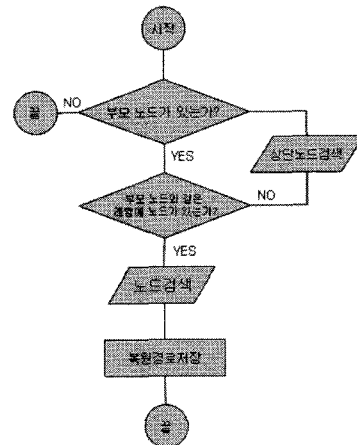 시작
부모 노드가 있는가?
NO
끝
YES
상단노드검색
부모 노드와 같은
레벨에 노드가 있는가?
NO
YES
노드검색
복원경로저장
끝